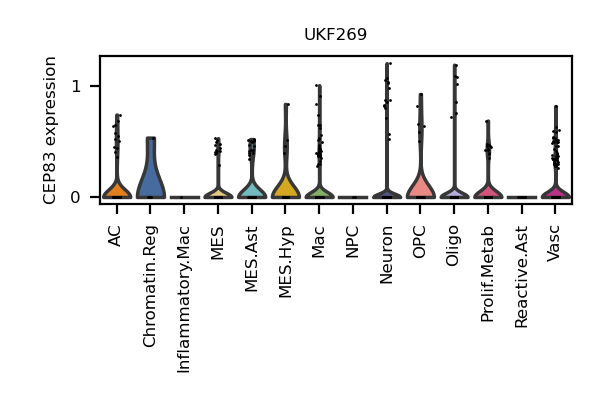 UKF269
CEP83 expression
1
0
AC
Chromatin.Reg
Inflammatory.Mac
MES
MES.Ast
MES.Hyp
Mac
NPC
Neuron
OPC
Oligo
Prolif.Metab
Reactive.Ast
Vasc